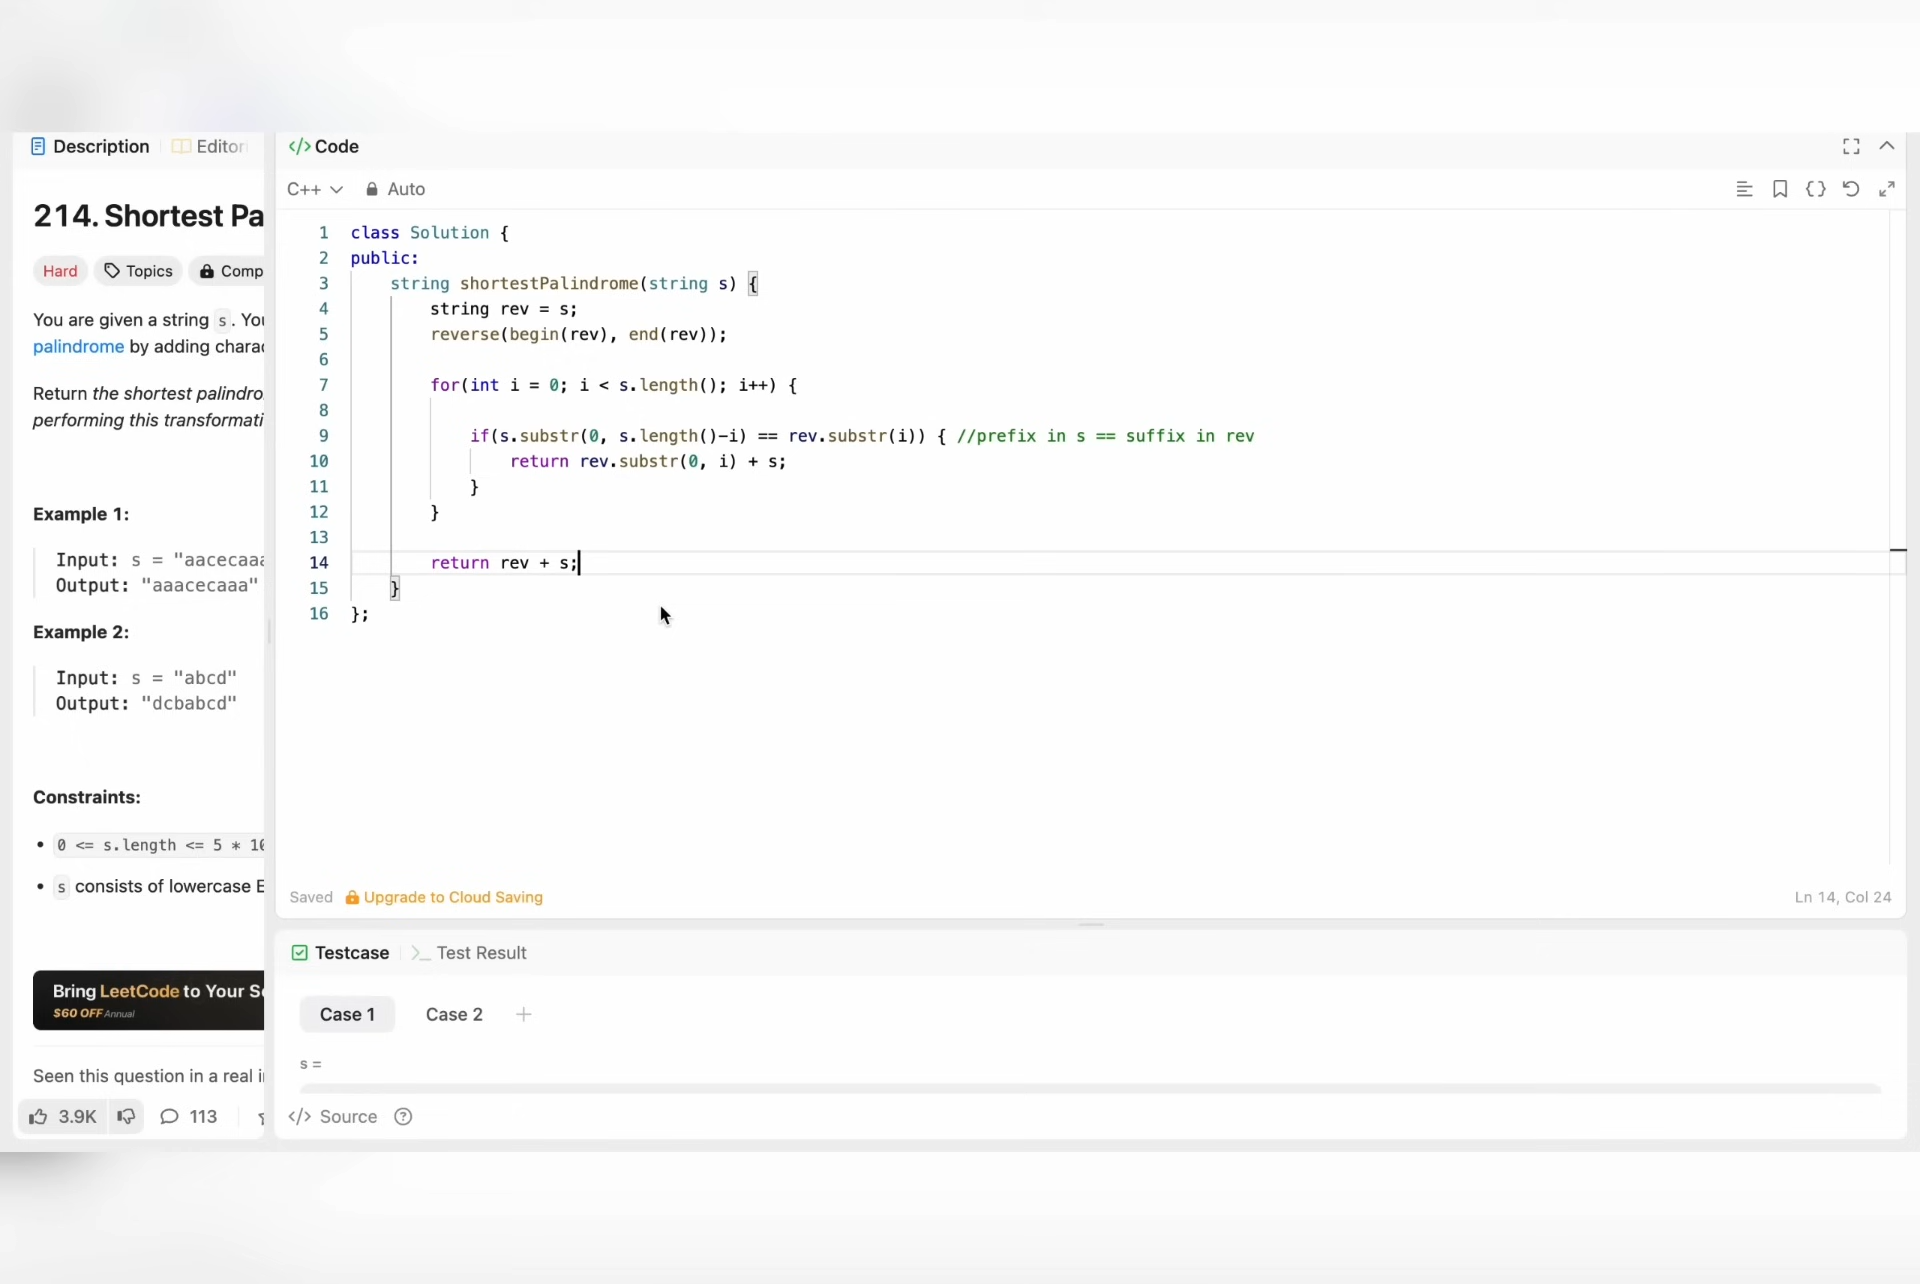 Description
Editor
214. Shortest Pa
Hard
Topics
Comp
You are given a string s. You
palindrome by adding charac
Return the shortest palindro
performing this transformati
Example 1:
Input: s = "aacecaaa
Output: "aaacecaaa"
Example 2:
Input: s = "abcd"
Output: "dcbabcd"
Constraints:
• 0 <= s.length <= 5 * 10
• s consists of lowercase E
Bring LeetCode to Your S
$60 OFF Annual
Seen this question in a real i
3.9K
113
</> Code
C++
Auto
1 class Solution {
2 public:
3 string shortestPalindrome(string s) {
4 string rev = s;
5 reverse(begin(rev), end(rev));
6
7 for(int i = 0; i < s.length(); i++) {
8
9 if(s.substr(0, s.length()-i) == rev.substr(i)) { //prefix in s == suffix in rev
10 return rev.substr(0, i) + s;
11 }
12 }
13
14 return rev + s;
15 }
16 };
Saved
Upgrade to Cloud Saving
Ln 14, Col 24
Testcase
Test Result
Case 1
Case 2
+
s =
</> Source